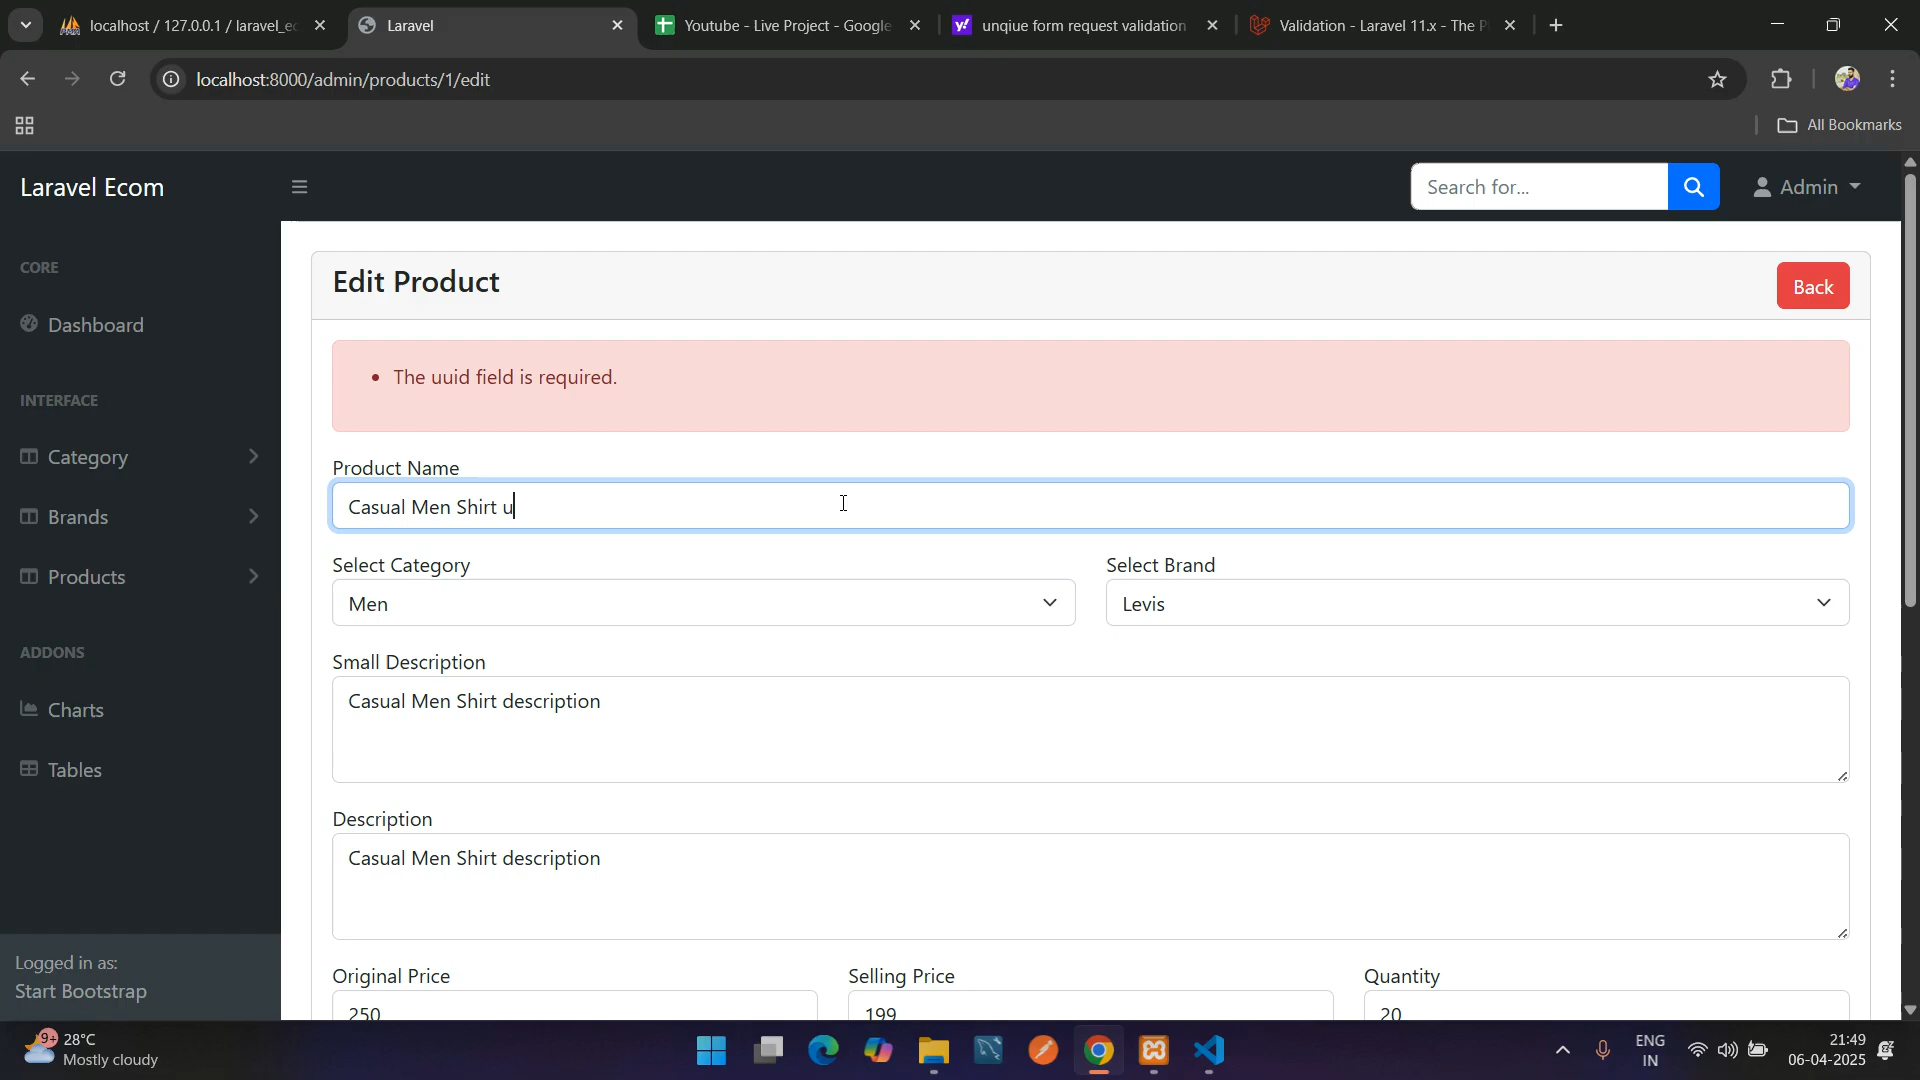 localhost / 127.0.0.1 / laravel_ec
Laravel
Youtube - Live Project - Google
unqiue form request validation
Validation - Laravel 11.x - The P
localhost:8000/admin/products/1/edit
All Bookmarks
Laravel Ecom
Search for...
Admin
CORE
Dashboard
INTERFACE
Category
Brands
Products
ADDONS
Charts
Tables
Logged in as:
Start Bootstrap
Edit Product
Back
The uuid field is required.
Product Name
Casual Men Shirt u
Select Category
Select Brand
Men
Levis
Small Description
Casual Men Shirt description
Description
Casual Men Shirt description
Original Price
Selling Price
Quantity
250
199
20
9+
28°C
Mostly cloudy
ENG
IN
21:49
06-04-2025